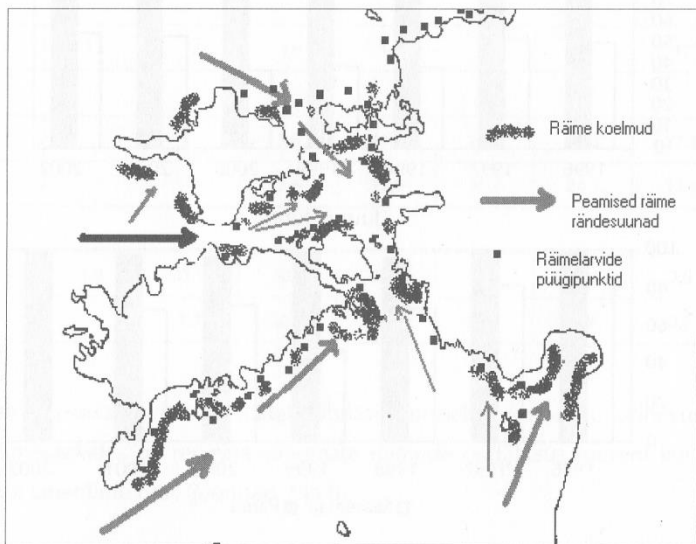 Räime koelmud
Peamised räime
rändesuunad
Räimelarvide
püügipunktid